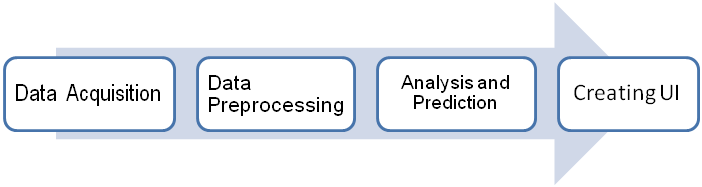 Data Acquisition
Data
Preprocessing
Analysis and
Prediction
Creating UI